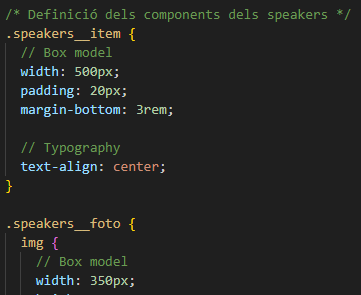 /* Definició dels components dels speakers */
.speakers__item {
// Box model
width: 500px;
padding: 20px;
margin-bottom: 3rem;
// Typography
text-align: center;
}
.speakers__foto {
img {
// Box model
width: 350px;